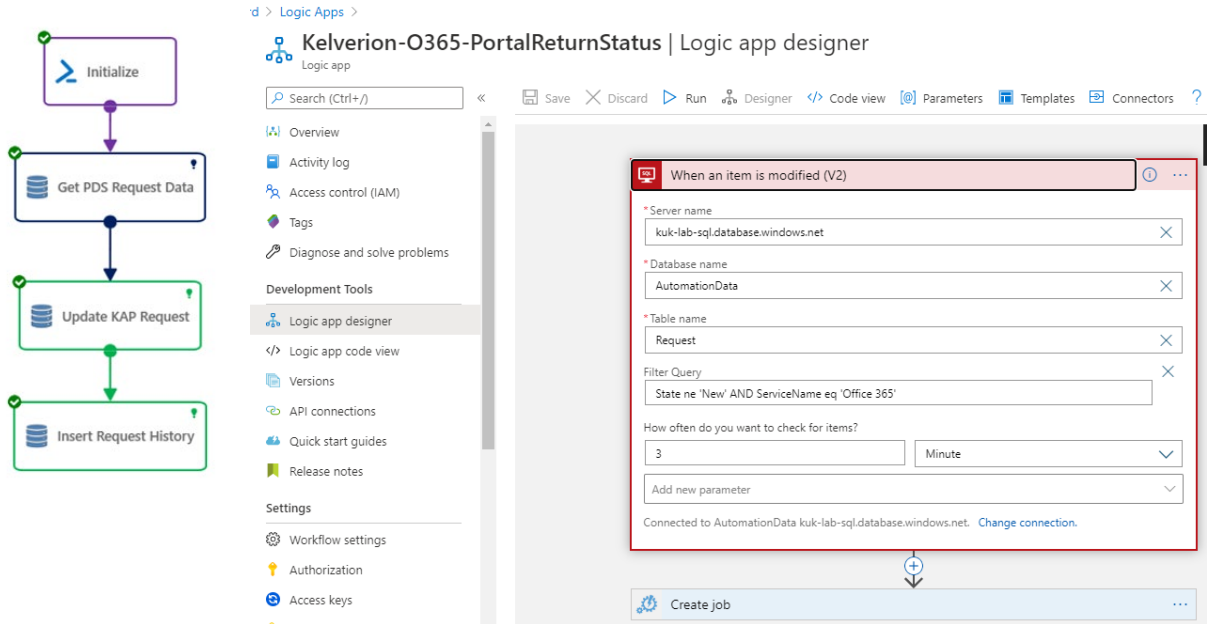 Initialize
Get PDS Request Data
Update KAP Request
Insert Request History
rd > Logic Apps >
Kelverion-O365-PortalReturnStatus | Logic app designer
Logic app
Search (Ctrl+/)
«
Overview
Activity log
Access control (IAM)
Tags
Diagnose and solve problems
Development Tools
Logic app designer
Logic app code view
Versions
API connections
Quick start guides
Release notes
Settings
Workflow settings
Authorization
Access keys
Save Discard Run Designer Code view Parameters Templates Connectors ?
SQL When an item is modified (V2) ...
*Server name
kuk-lab-sql.database.windows.net
*Database name
AutomationData
*Table name
Request
Filter Query
State ne 'New' AND ServiceName eq 'Office 365'
How often do you want to check for items?
3 Minute
Add new parameter
Connected to AutomationData kuk-lab-sql.database.windows.net. Change connection.
Create job ...